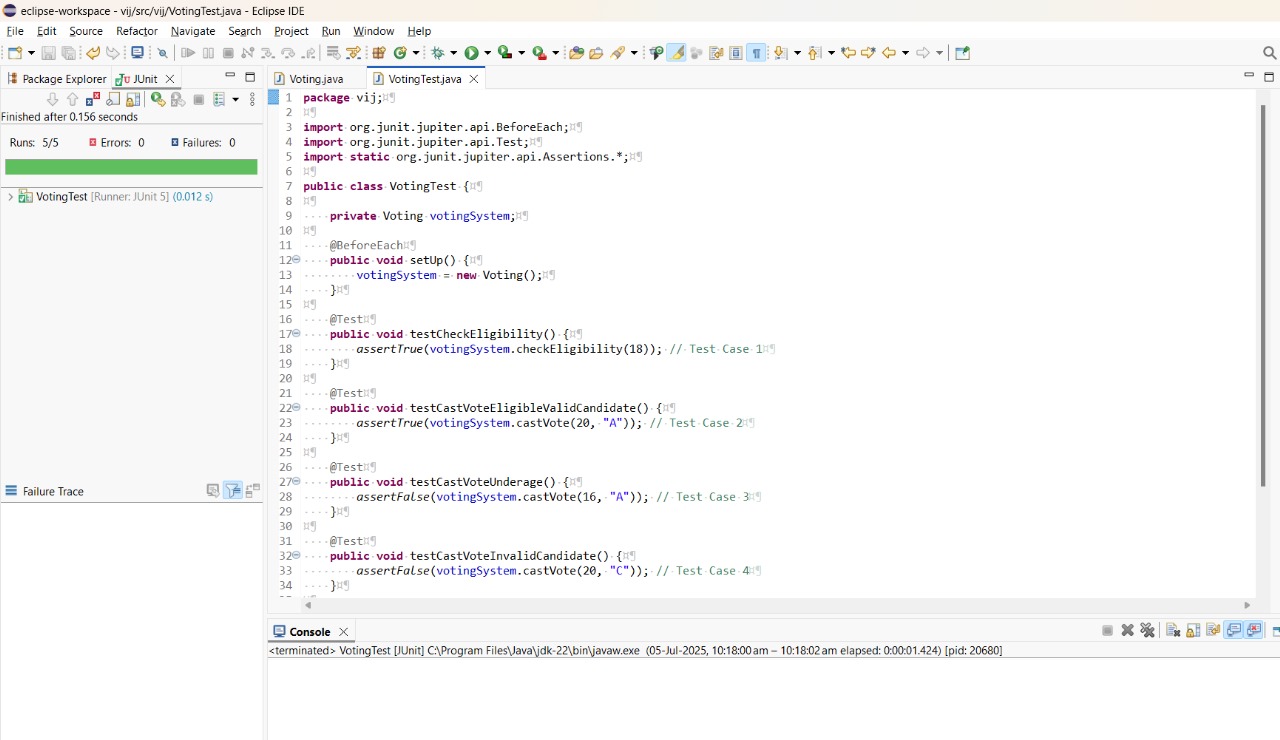 eclipse-workspace - vij/src/vij/VotingTest.java - Eclipse IDE
File Edit Source Refactor Navigate Search Project Run Window Help
Package Explorer JUnit
Finished after 0.156 seconds
Runs: 5/5 Errors: 0 Failures: 0
VotingTest [Runner: JUnit 5] (0.012 s)
Failure Trace
Voting.java VotingTest.java
1 package vij;
2
3 import org.junit.jupiter.api.BeforeEach;
4 import org.junit.jupiter.api.Test;
5 import static org.junit.jupiter.api.Assertions.*;
6
7 public class VotingTest {
8
9 private Voting votingSystem;
10
11 @BeforeEach
12 public void setUp() {
13 votingSystem = new Voting();
14 }
15
16 @Test
17 public void testCheckEligibility() {
18 assertTrue(votingSystem.checkEligibility(18)); // Test Case 1
19 }
20
21 @Test
22 public void testCastVoteEligibleValidCandidate() {
23 assertTrue(votingSystem.castVote(20, "A")); // Test Case 2
24 }
25
26 @Test
27 public void testCastVoteUnderage() {
28 assertFalse(votingSystem.castVote(16, "A")); // Test Case 3
29 }
30
31 @Test
32 public void testCastVoteInvalidCandidate() {
33 assertFalse(votingSystem.castVote(20, "C")); // Test Case 4
34 }
Console
<terminated> VotingTest [JUnit] C:\Program Files\Java\jdk-22\bin\javaw.exe (05-Jul-2025, 10:18:00 am – 10:18:02 am elapsed: 0:00:01.424) [pid: 20680]